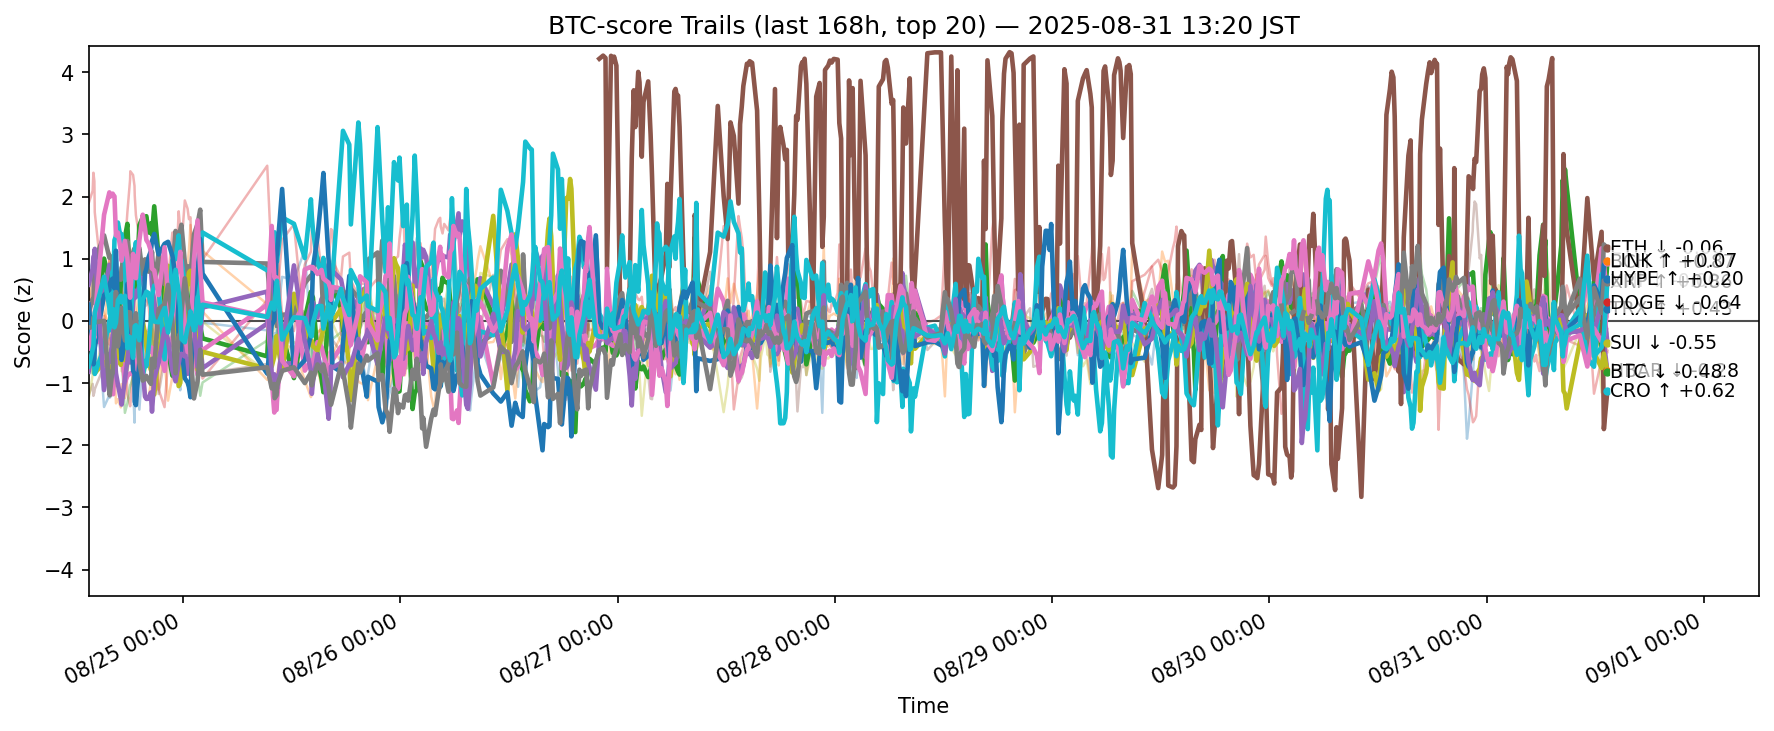 BTC-score Trails (last 168h, top 20) — 2025-08-31 13:20 JST
Score (z)
4
3
2
1
0
−1
−2
−3
−4
ETH ↓ -0.06
LINK ↑ +0.07
HYPE ↑ +0.20
DOGE ↓ -0.64
SUI ↓ -0.55
CRO ↑ +0.62
08/25 00:00
08/26 00:00
08/27 00:00
08/28 00:00
08/29 00:00
08/30 00:00
08/31 00:00
09/01 00:00
Time